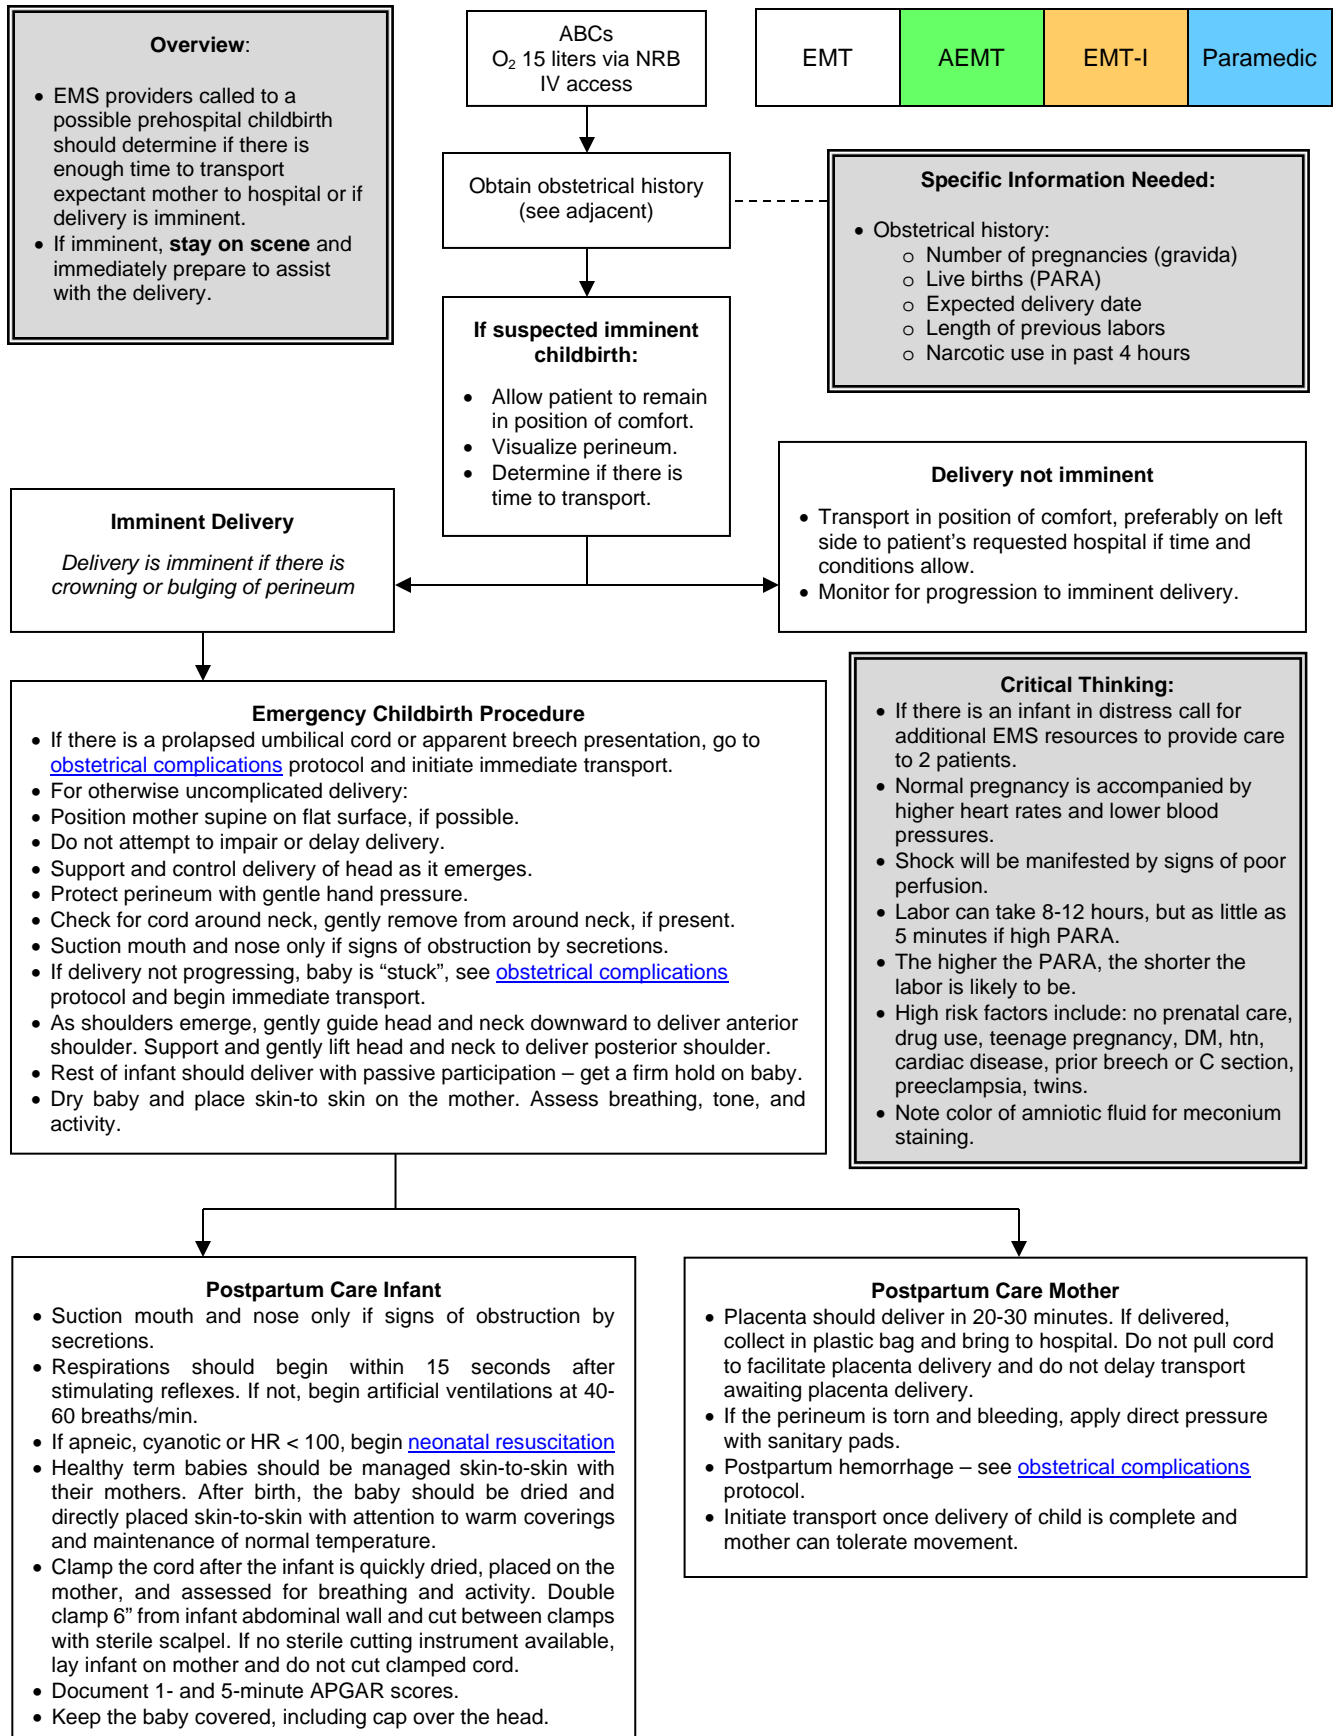 Overview:
• EMS providers called to a
possible prehospital childbirth
should determine if there is
enough time to transport
expectant mother to hospital or if
delivery is imminent.
• If imminent, stay on scene and
immediately prepare to assist
with the delivery.
ABCs
O2 15 liters via NRB
IV access
EMT
AEMT
EMT-I
Paramedic
Obtain obstetrical history
(see adjacent)
Specific Information Needed:
• Obstetrical history:
o Number of pregnancies (gravida)
o Live births (PARA)
o Expected delivery date
o Length of previous labors
o Narcotic use in past 4 hours
If suspected imminent
childbirth:
• Allow patient to remain
in position of comfort.
• Visualize perineum.
• Determine if there is
time to transport.
Imminent Delivery
Delivery is imminent if there is
crowning or bulging of perineum
Delivery not imminent
• Transport in position of comfort, preferably on left
side to patient’s requested hospital if time and
conditions allow.
• Monitor for progression to imminent delivery.
Emergency Childbirth Procedure
• If there is a prolapsed umbilical cord or apparent breech presentation, go to
obstetrical complications protocol and initiate immediate transport.
• For otherwise uncomplicated delivery:
• Position mother supine on flat surface, if possible.
• Do not attempt to impair or delay delivery.
• Support and control delivery of head as it emerges.
• Protect perineum with gentle hand pressure.
• Check for cord around neck, gently remove from around neck, if present.
• Suction mouth and nose only if signs of obstruction by secretions.
• If delivery not progressing, baby is “stuck”, see obstetrical complications
protocol and begin immediate transport.
• As shoulders emerge, gently guide head and neck downward to deliver anterior
shoulder. Support and gently lift head and neck to deliver posterior shoulder.
• Rest of infant should deliver with passive participation – get a firm hold on baby.
• Dry baby and place skin-to skin on the mother. Assess breathing, tone, and
activity.
Critical Thinking:
• If there is an infant in distress call for
additional EMS resources to provide care
to 2 patients.
• Normal pregnancy is accompanied by
higher heart rates and lower blood
pressures.
• Shock will be manifested by signs of poor
perfusion.
• Labor can take 8-12 hours, but as little as
5 minutes if high PARA.
• The higher the PARA, the shorter the
labor is likely to be.
• High risk factors include: no prenatal care,
drug use, teenage pregnancy, DM, htn,
cardiac disease, prior breech or C section,
preeclampsia, twins.
• Note color of amniotic fluid for meconium
staining.
Postpartum Care Infant
• Suction mouth and nose only if signs of obstruction by
secretions.
• Respirations should begin within 15 seconds after
stimulating reflexes. If not, begin artificial ventilations at 40-
60 breaths/min.
• If apneic, cyanotic or HR < 100, begin neonatal resuscitation
• Healthy term babies should be managed skin-to-skin with
their mothers. After birth, the baby should be dried and
directly placed skin-to-skin with attention to warm coverings
and maintenance of normal temperature.
• Clamp the cord after the infant is quickly dried, placed on the
mother, and assessed for breathing and activity. Double
clamp 6” from infant abdominal wall and cut between clamps
with sterile scalpel. If no sterile cutting instrument available,
lay infant on mother and do not cut clamped cord.
• Document 1- and 5-minute APGAR scores.
• Keep the baby covered, including cap over the head.
Postpartum Care Mother
• Placenta should deliver in 20-30 minutes. If delivered,
collect in plastic bag and bring to hospital. Do not pull cord
to facilitate placenta delivery and do not delay transport
awaiting placenta delivery.
• If the perineum is torn and bleeding, apply direct pressure
with sanitary pads.
• Postpartum hemorrhage – see obstetrical complications
protocol.
• Initiate transport once delivery of child is complete and
mother can tolerate movement.